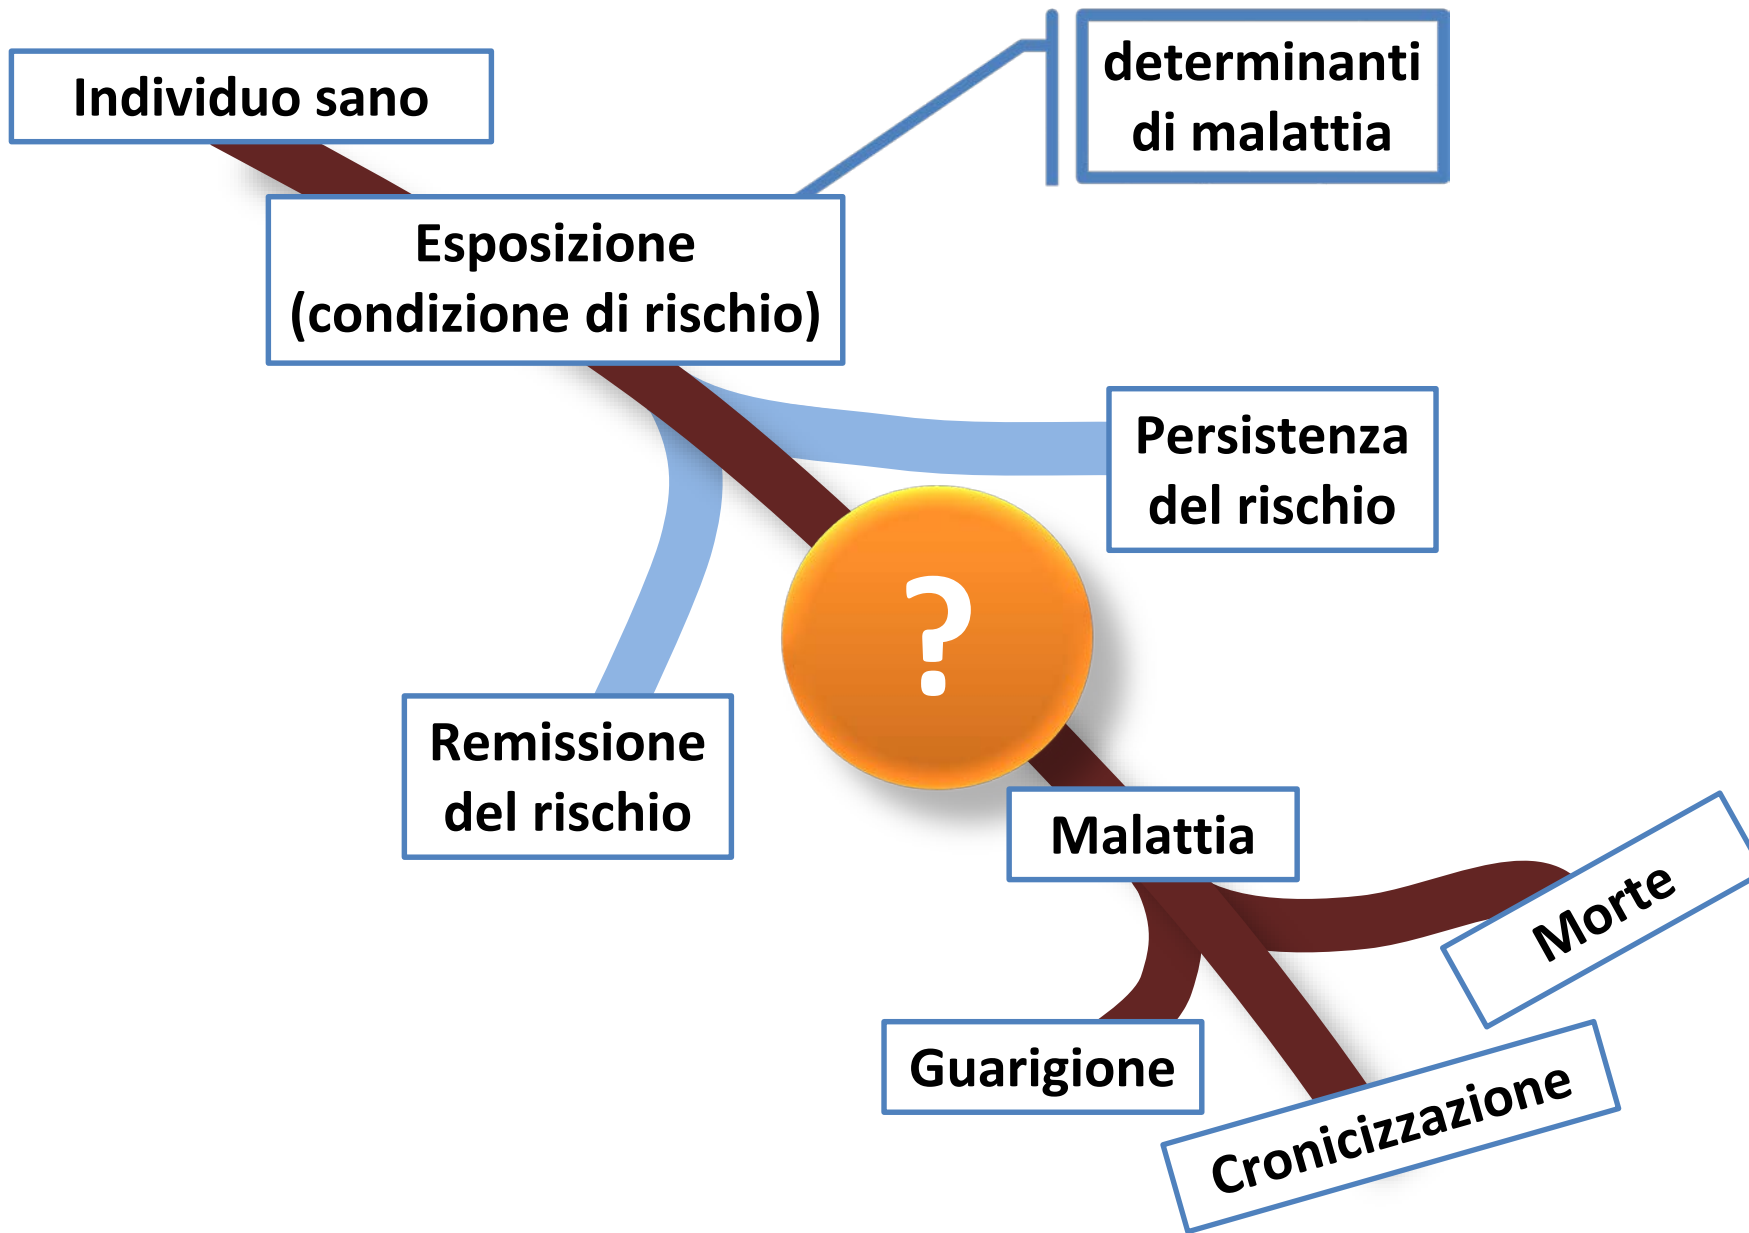 Individuo sano
determinanti
di malattia
Esposizione
(condizione di rischio)
Persistenza
del rischio
?
Remissione
del rischio
Malattia
Morte
Guarigione
Cronicizzazione